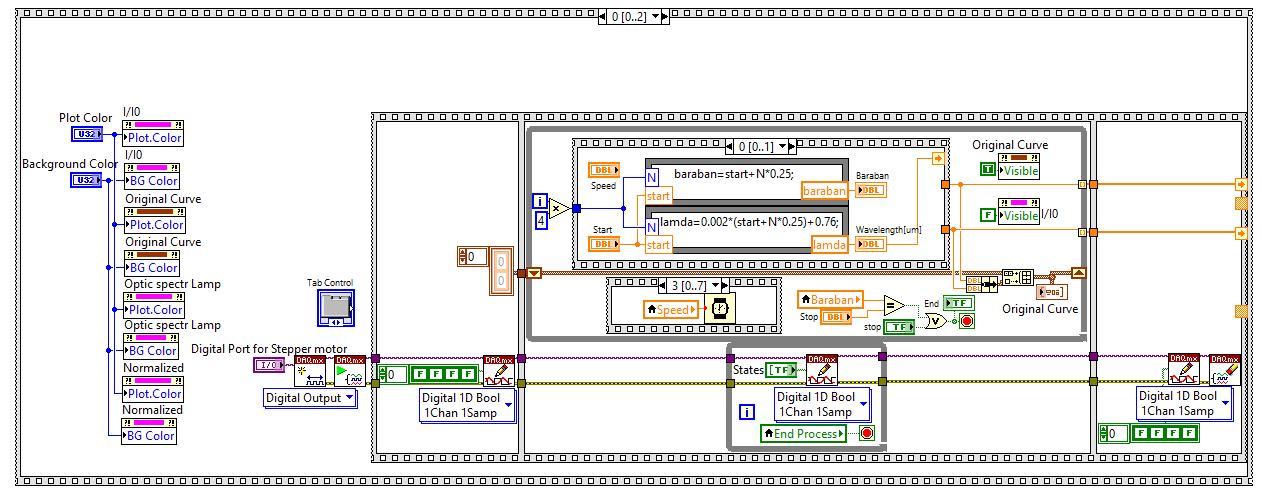 0 [0..2]
Plot Color
U32
Background Color
U32
I/I0
Plot.Color
I/I0
BG Color
Original Curve
Plot.Color
Original Curve
BG Color
Optic spectr Lamp
Plot.Color
Optic spectr Lamp
BG Color
Normalized
Plot.Color
Normalized
BG Color
Tab Control
Digital Port for Stepper motor
I/O
DAQmx
DAQmx
Digital Output
0
F F F F
DAQmx
Digital 1D Bool
1Chan 1Samp
0
0
0
i
4
x
0 [0..1]
DBL
Speed
Start
DBL
N
start
baraban=start+N*0.25;
baraban
N
start
lamda=0.002*(start+N*0.25)+0.76;
lamda
Baraban
DBL
Wavelength[um]
DBL
3 [0..7]
Speed
Baraban
Stop
DBL
=
stop
TF
V
End
TF
Original Curve
T
Visible
F
Visible
I/I0
DBL
DBL
Original Curve
States
TF
DAQmx
Digital 1D Bool
1Chan 1Samp
i
End Process
DAQmx
DAQmx
Digital 1D Bool
1Chan 1Samp
0
F F F F